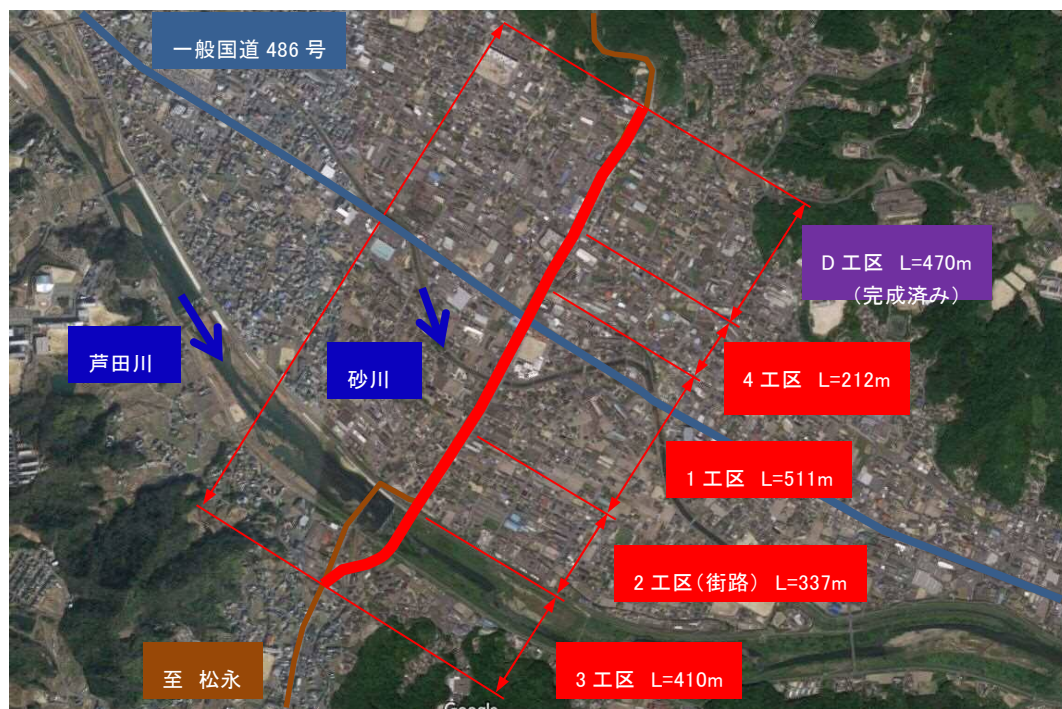 一般国道 486 号
D 工区 L=470m
(完成済み)
芦田川
砂川
4 工区 L=212m
1 工区 L=511m
2 工区(街路) L=337m
至 松永
3 工区 L=410m
Google